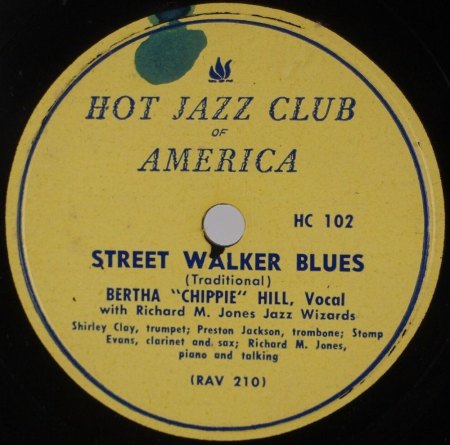 HOT JAZZ CLUB
OF
AMERICA
HC 102
STREET WALKER BLUES
(Traditional)
BERTHA "CHIPPIE" HILL, Vocal
with Richard M. Jones Jazz Wizards
Shirley Clay, trumpet; Preston Jackson, trombone; Stomp
Evans, clarinet and sax; Richard M. Jones,
piano and talking
(RAV 210)